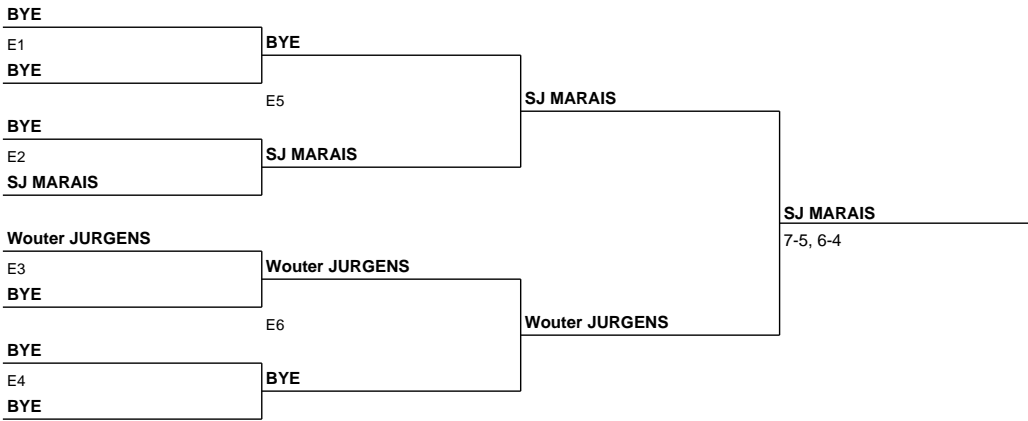 BYE
E1
BYE
BYE
E5
SJ MARAIS
BYE
E2
SJ MARAIS
SJ MARAIS
SJ MARAIS
7-5, 6-4
Wouter JURGENS
E3
Wouter JURGENS
BYE
E6
Wouter JURGENS
BYE
E4
BYE
BYE